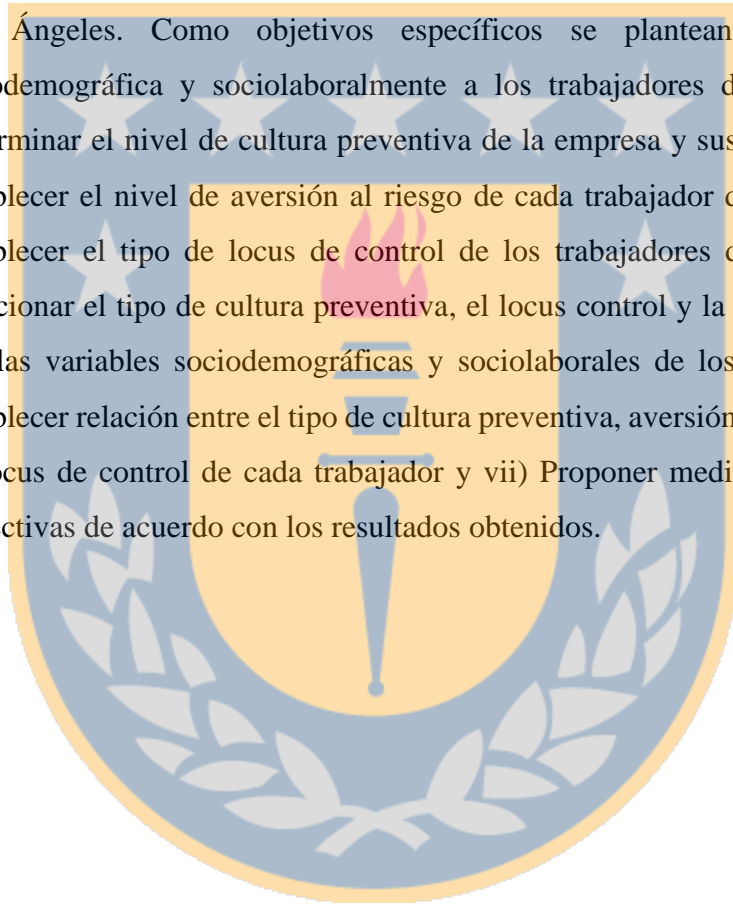 Ángeles. Como objetivos específicos se plantean
odemográfica y sociolaboralmente a los trabajadores d
rminar el nivel de cultura preventiva de la empresa y sus
blecer el nivel de aversión al riesgo de cada trabajador d
blecer el tipo de locus de control de los trabajadores d
cionar el tipo de cultura preventiva, el locus control y la
las variables sociodemográficas y sociolaborales de los
blecer relación entre el tipo de cultura preventiva, aversión
ocus de control de cada trabajador y vii) Proponer medi
ectivas de acuerdo con los resultados obtenidos.